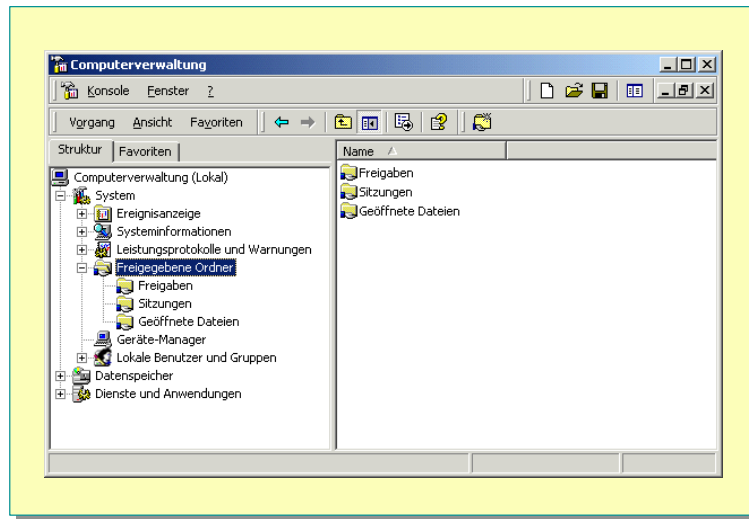 Computerverwaltung
Konsole Fenster ?
Vorgang Ansicht Favoriten
Struktur Favoriten
Name
Computerverwaltung (Lokal)
System
Ereignisanzeige
Systeminformationen
Leistungsprotokolle und Warnungen
Freigegebene Ordner
Freigaben
Sitzungen
Geöffnete Dateien
Geräte-Manager
Lokale Benutzer und Gruppen
Datenspeicher
Dienste und Anwendungen
Freigaben
Sitzungen
Geöffnete Dateien